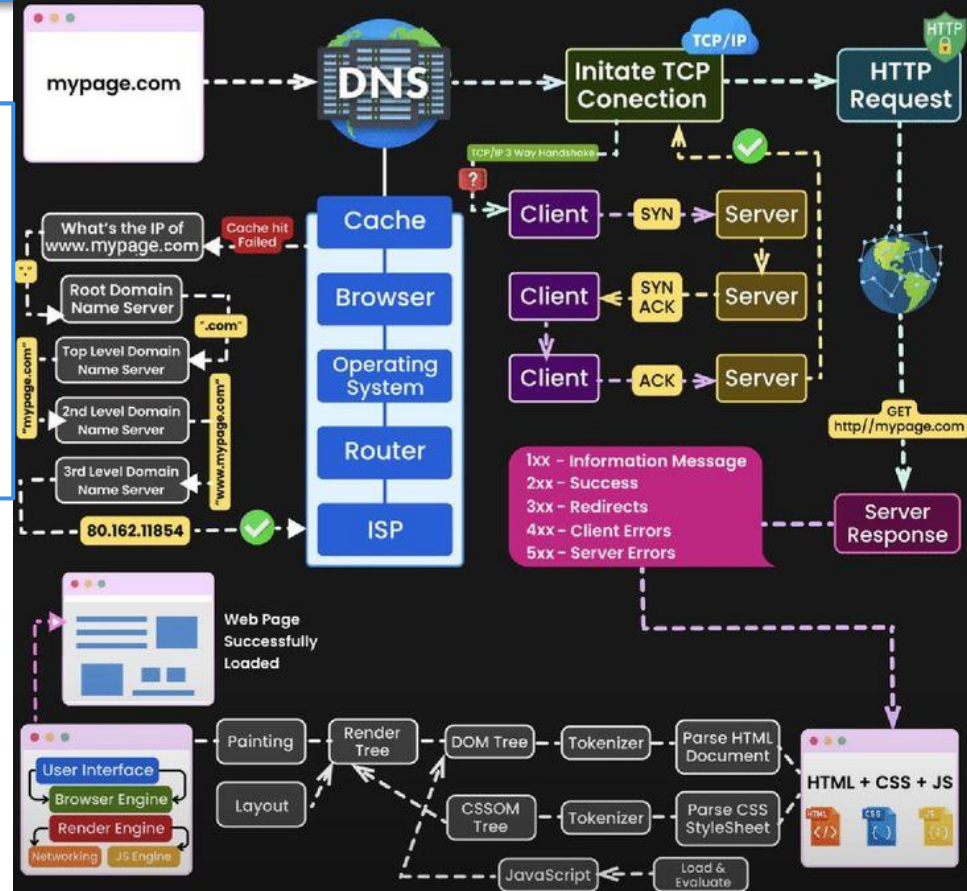 mypage.com
DNS
TCP/IP
Initate TCP
Conection
HTTP
HTTP
Request
TCP/IP 3 Way Handshake
?
Client
SYN
Server
Client
SYN
ACK
Server
Client
ACK
Server
GET
http//mypage.com
Server
Response
Cache
Browser
Operating
System
Router
ISP
Cache hit
Failed
What's the IP of
www.mypage.com
"."
Root Domain
Name Server
".com"
Top Level Domain
Name Server
"mypage.com"
2nd Level Domain
Name Server
"www.mypage.com"
3rd Level Domain
Name Server
80.162.11854
1xx - Information Message
2xx - Success
3xx - Redirects
4xx - Client Errors
5xx - Server Errors
Web Page
Successfully
Loaded
User Interface
Browser Engine
Render Engine
Networking
JS Engine
Painting
Layout
Render
Tree
DOM Tree
Tokenizer
Parse HTML
Document
CSSOM
Tree
Tokenizer
Parse CSS
StyleSheet
JavaScript
Load &
Evaluate
HTML + CSS + JS
HTML
</>
CSS
{ }
JS